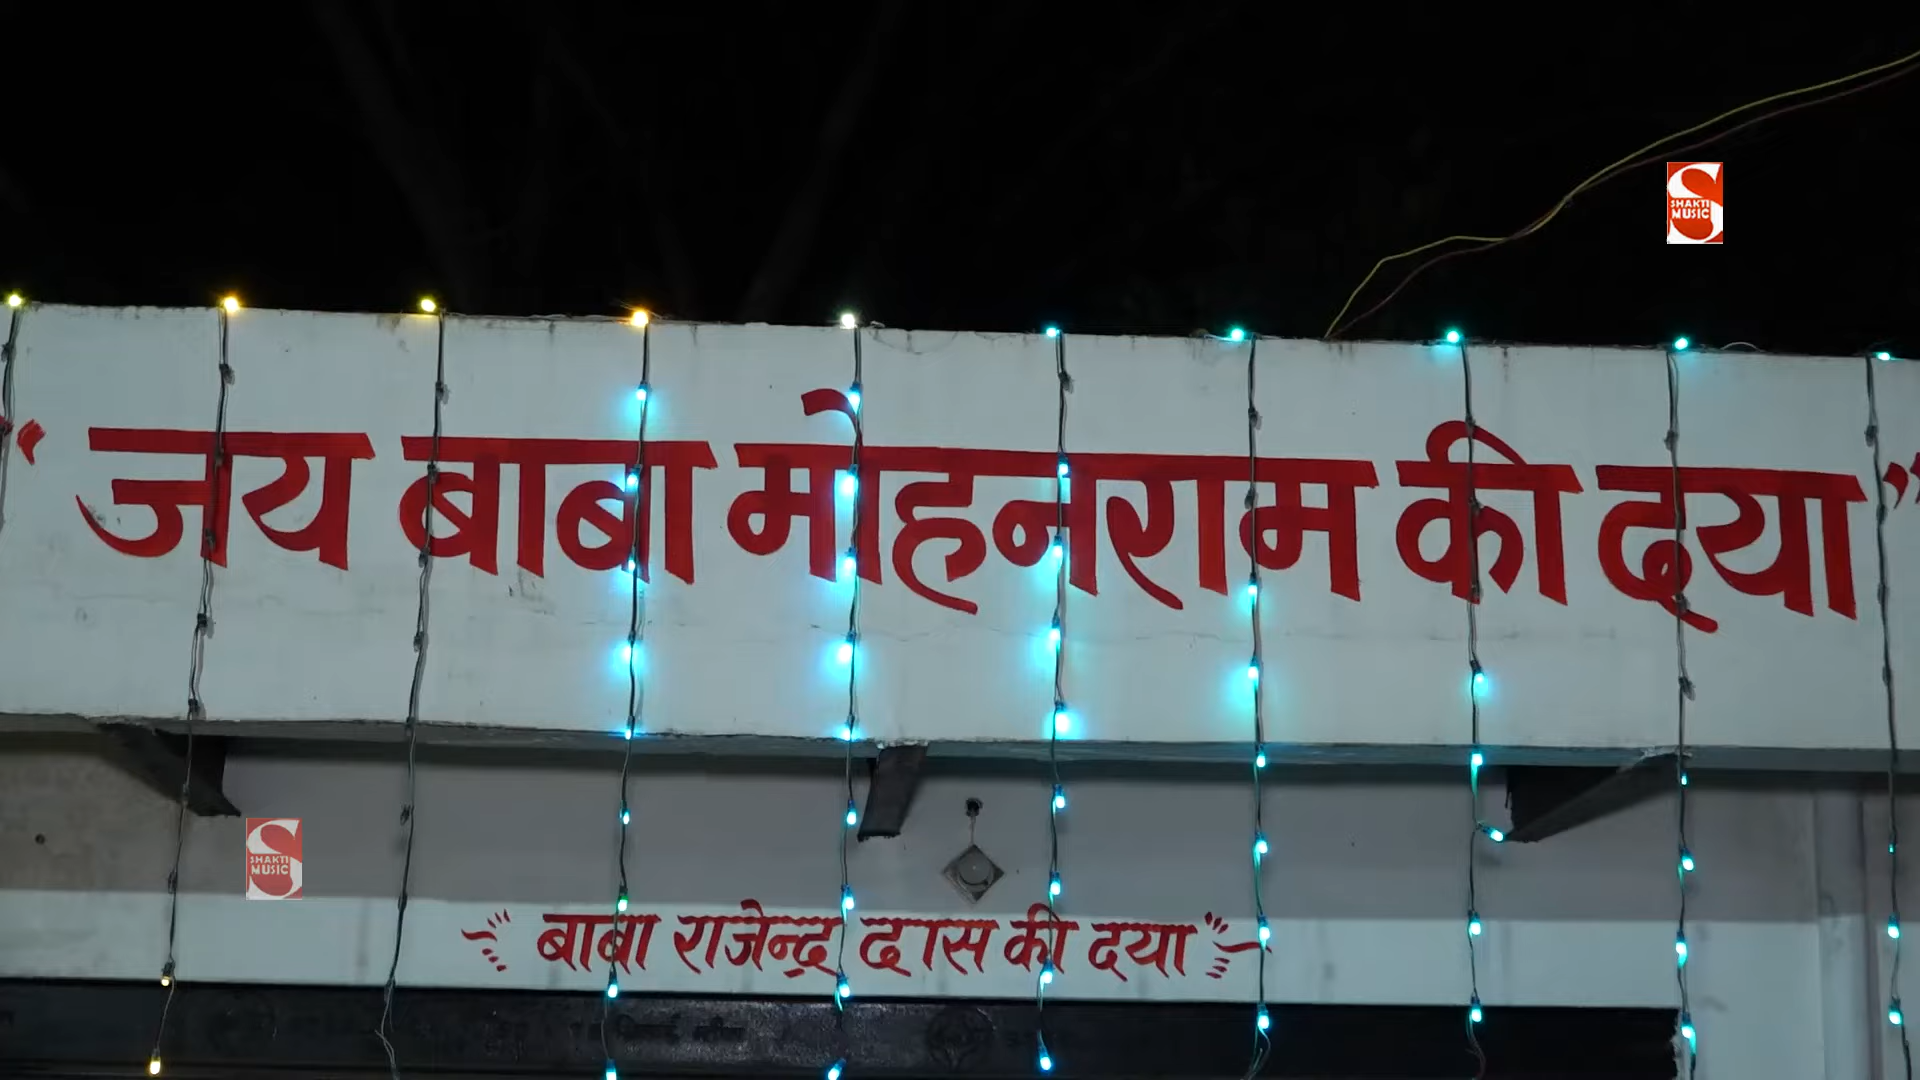 SHAKTI
MUSIC
"जय बाबा मोहनराम की दया"
SHAKTI
MUSIC
बाबा राजेन्द्र दास की दया